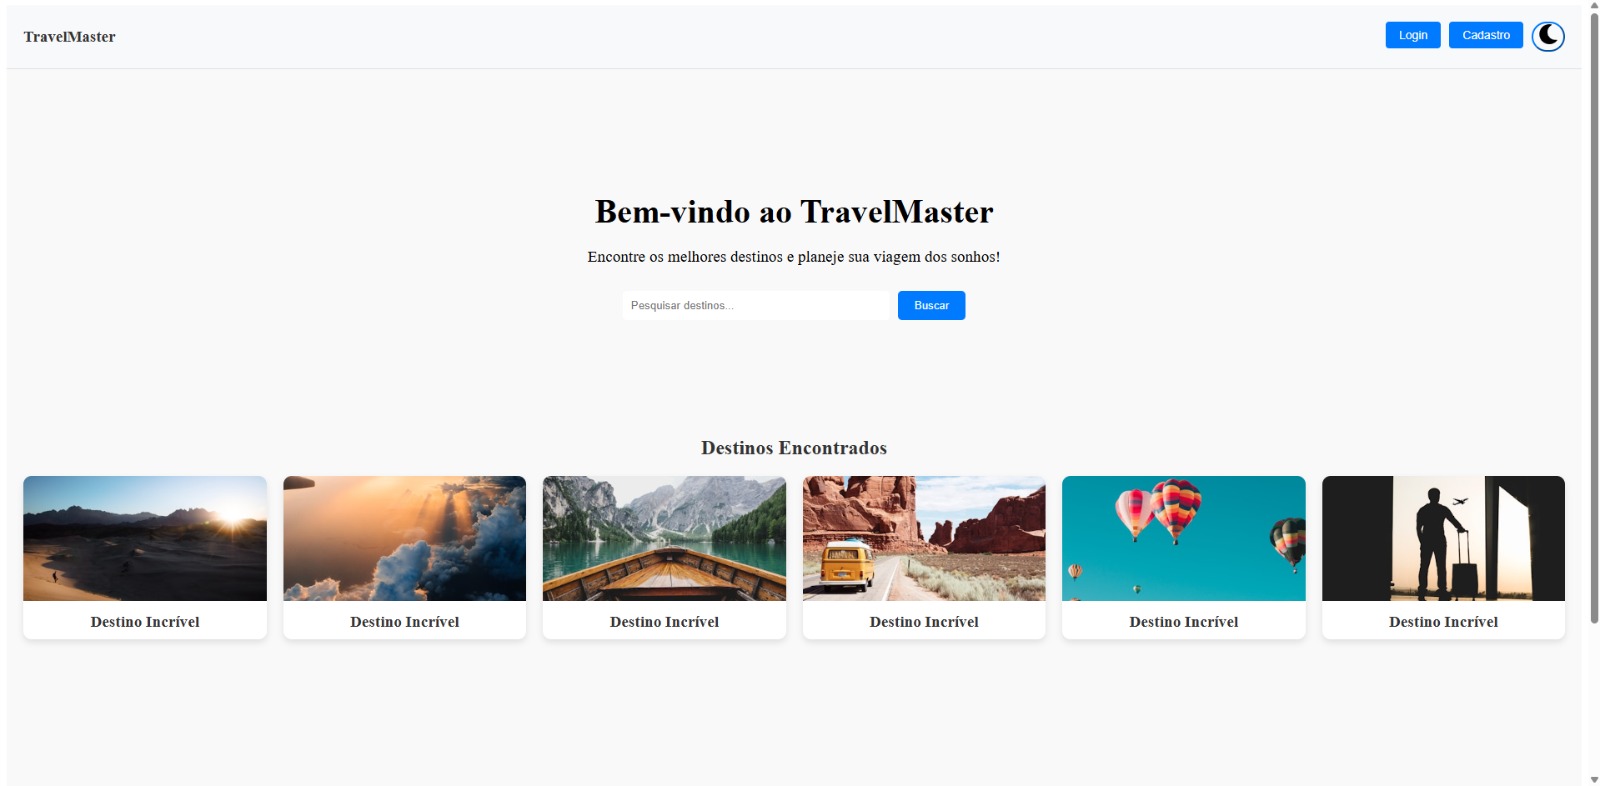 TravelMaster
Login
Cadastro
Bem-vindo ao TravelMaster
Encontre os melhores destinos e planeje sua viagem dos sonhos!
Pesquisar destinos...
Buscar
Destinos Encontrados
Destino Incrível
Destino Incrível
Destino Incrível
Destino Incrível
Destino Incrível
Destino Incrível